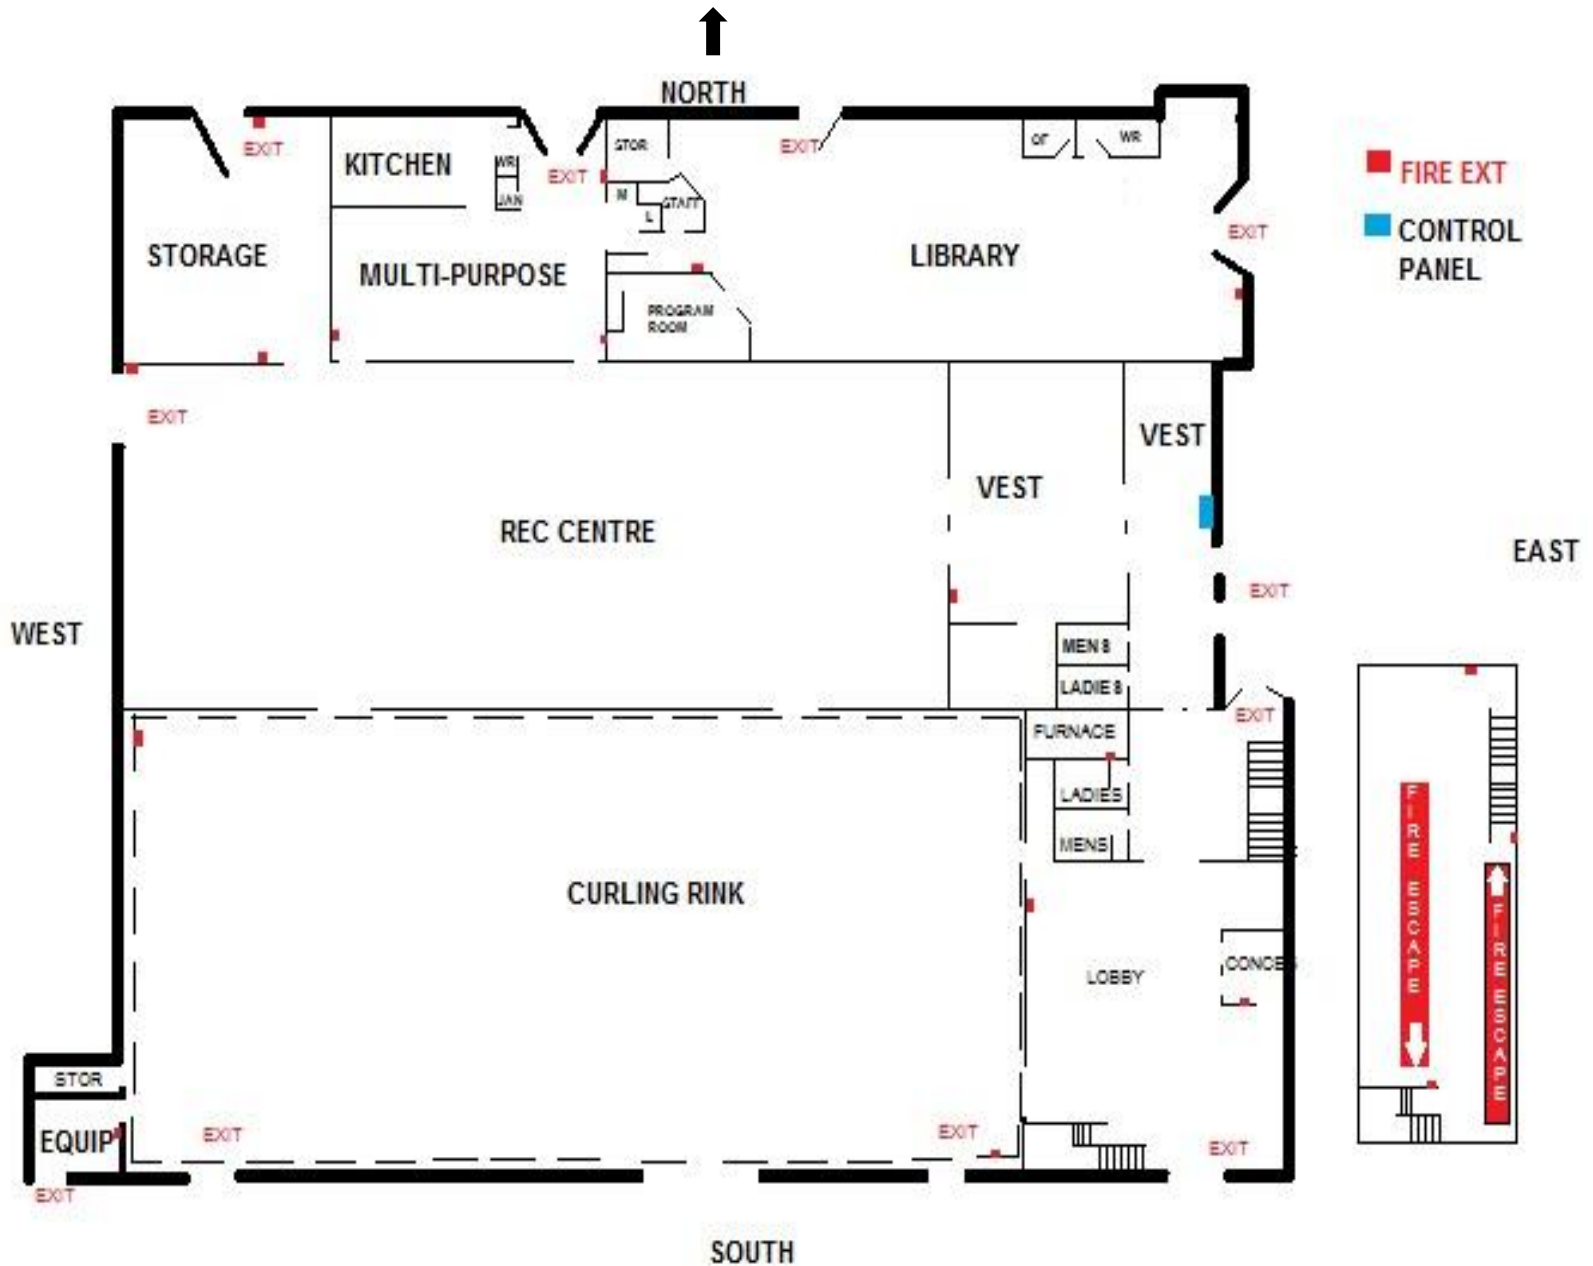 NORTH
STOR
OF
WR
EXIT
EXIT
KITCHEN
WR
EXIT
FIRE EXT
M
JAN
STAFF
L
CONTROL
PANEL
EXIT
STORAGE
MULTI-PURPOSE
LIBRARY
PROGRAM
ROOM
EXIT
VEST
VEST
REC CENTRE
EAST
EXIT
WEST
MENS
LADIES
EXIT
FURNACE
LADIES
MENS
CURLING RINK
LOBBY
CONCES
FIRE ESCAPE
FIRE ESCAPE
STOR
EQUIP
EXIT
EXIT
EXIT
EXIT
SOUTH